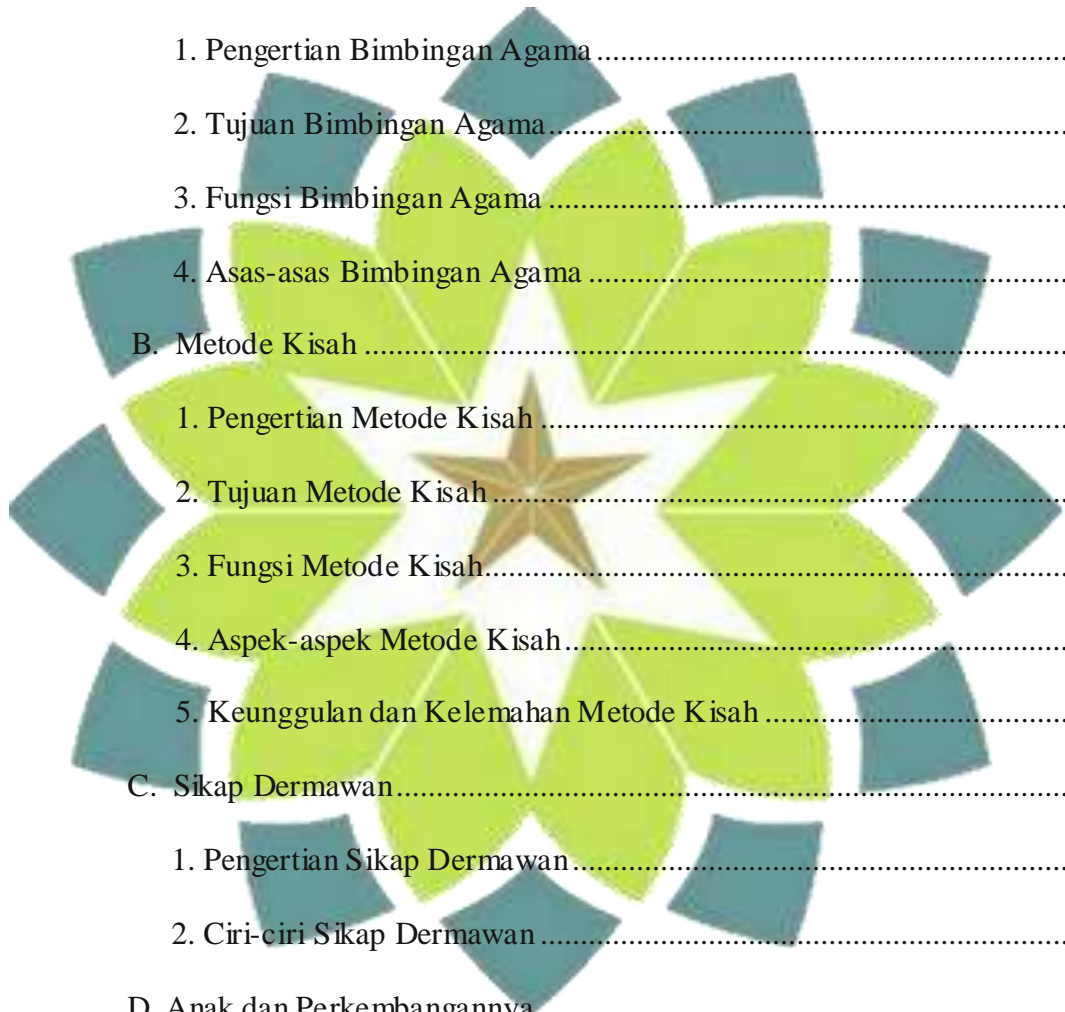 1. Pengertian Bimbingan Agama ............................................................
2. Tujuan Bimbingan Agama..................................................................
3. Fungsi Bimbingan Agama ..................................................................
4. Asas-asas Bimbingan Agama .............................................................
B. Metode Kisah .........................................................................................
1. Pengertian Metode Kisah ...................................................................
2. Tujuan Metode Kisah .........................................................................
3. Fungsi Metode Kisah..........................................................................
4. Aspek-aspek Metode Kisah................................................................
5. Keunggulan dan Kelemahan Metode Kisah ......................................
C. Sikap Dermawan.....................................................................................
1. Pengertian Sikap Dermawan ..............................................................
2. Ciri-ciri Sikap Dermawan ..................................................................
D. Anak dan Perkembangannya